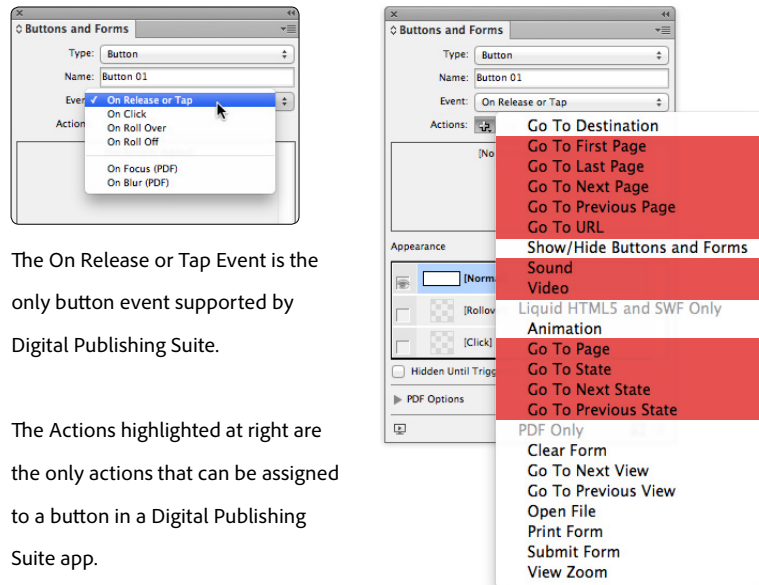 Buttons and Forms
Type: Button
Name: Button 01
Even ✓ On Release or Tap
On Click
Action
On Roll Over
On Roll Off
On Focus (PDF)
On Blur (PDF)
The On Release or Tap Event is the
only button event supported by
Digital Publishing Suite.
The Actions highlighted at right are
the only actions that can be assigned
to a button in a Digital Publishing
Suite app.
Buttons and Forms
Type: Button
Name: Button 01
Event: On Release or Tap
Actions:
[No
Appearance
[Norm
[Rollov
[Click]
Hidden Until Trigg
PDF Options
Go To Destination
Go To First Page
Go To Last Page
Go To Next Page
Go To Previous Page
Go To URL
Show/Hide Buttons and Forms
Sound
Video
Liquid HTML5 and SWF Only
Animation
Go To Page
Go To State
Go To Next State
Go To Previous State
PDF Only
Clear Form
Go To Next View
Go To Previous View
Open File
Print Form
Submit Form
View Zoom